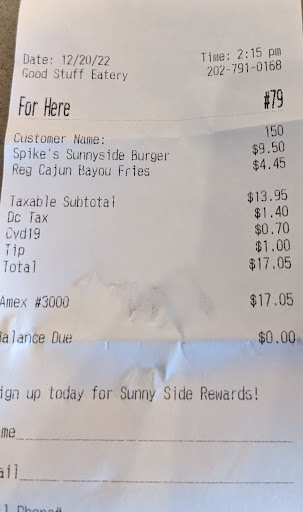 Date: 12/20/22 Time: 2:15 pm
Good Stuff Eatery 202-791-0168
For Here #79
Customer Name: 150
Spike's Sunnyside Burger $9.50
Reg Cajun Bayou Fries $4.45
Taxable Subtotal $13.95
Dc Tax $1.40
Cvd19 $0.70
Tip $1.00
Total $17.05
Amex #3000 $17.05
alance Due $0.00
ign up today for Sunny Side Rewards!
me
ail